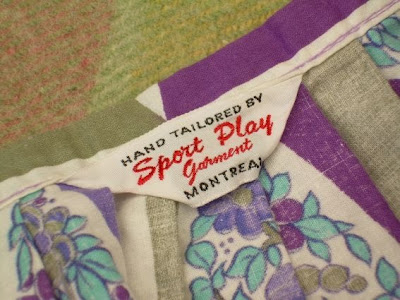 HAND TAILORED BY
Sport Play
Garment
MONTREAL